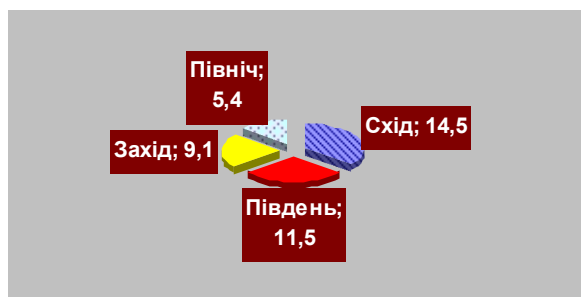 Північ;
5,4
Схід; 14,5
Захід; 9,1
Південь;
11,5